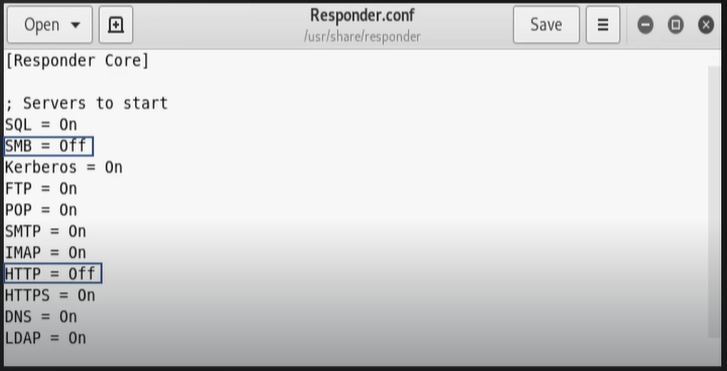 Open
Responder.conf
/usr/share/responder
Save
[Responder Core]
; Servers to start
SQL = On
SMB = Off
Kerberos = On
FTP = On
POP = On
SMTP = On
IMAP = On
HTTP = Off
HTTPS = On
DNS = On
LDAP = On